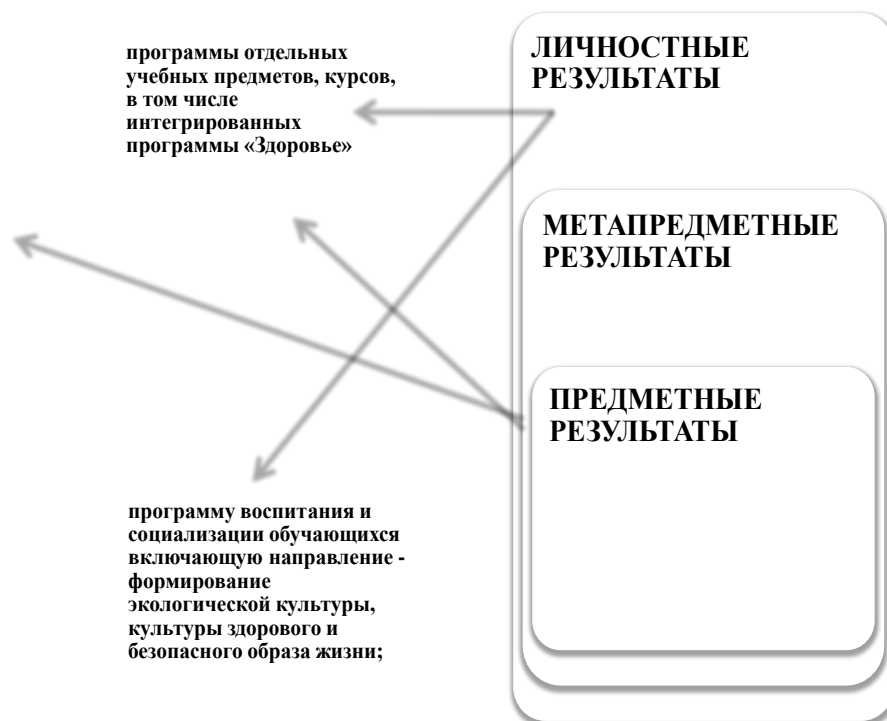 программы отдельных
учебных предметов, курсов,
в том числе
интегрированных
программы «Здоровье»
ЛИЧНОСТНЫЕ
РЕЗУЛЬТАТЫ
МЕТАПРЕДМЕТНЫЕ
РЕЗУЛЬТАТЫ
ПРЕДМЕТНЫЕ
РЕЗУЛЬТАТЫ
программу воспитания и
социализации обучающихся
включающую направление -
формирование
экологической культуры,
культуры здорового и
безопасного образа жизни;